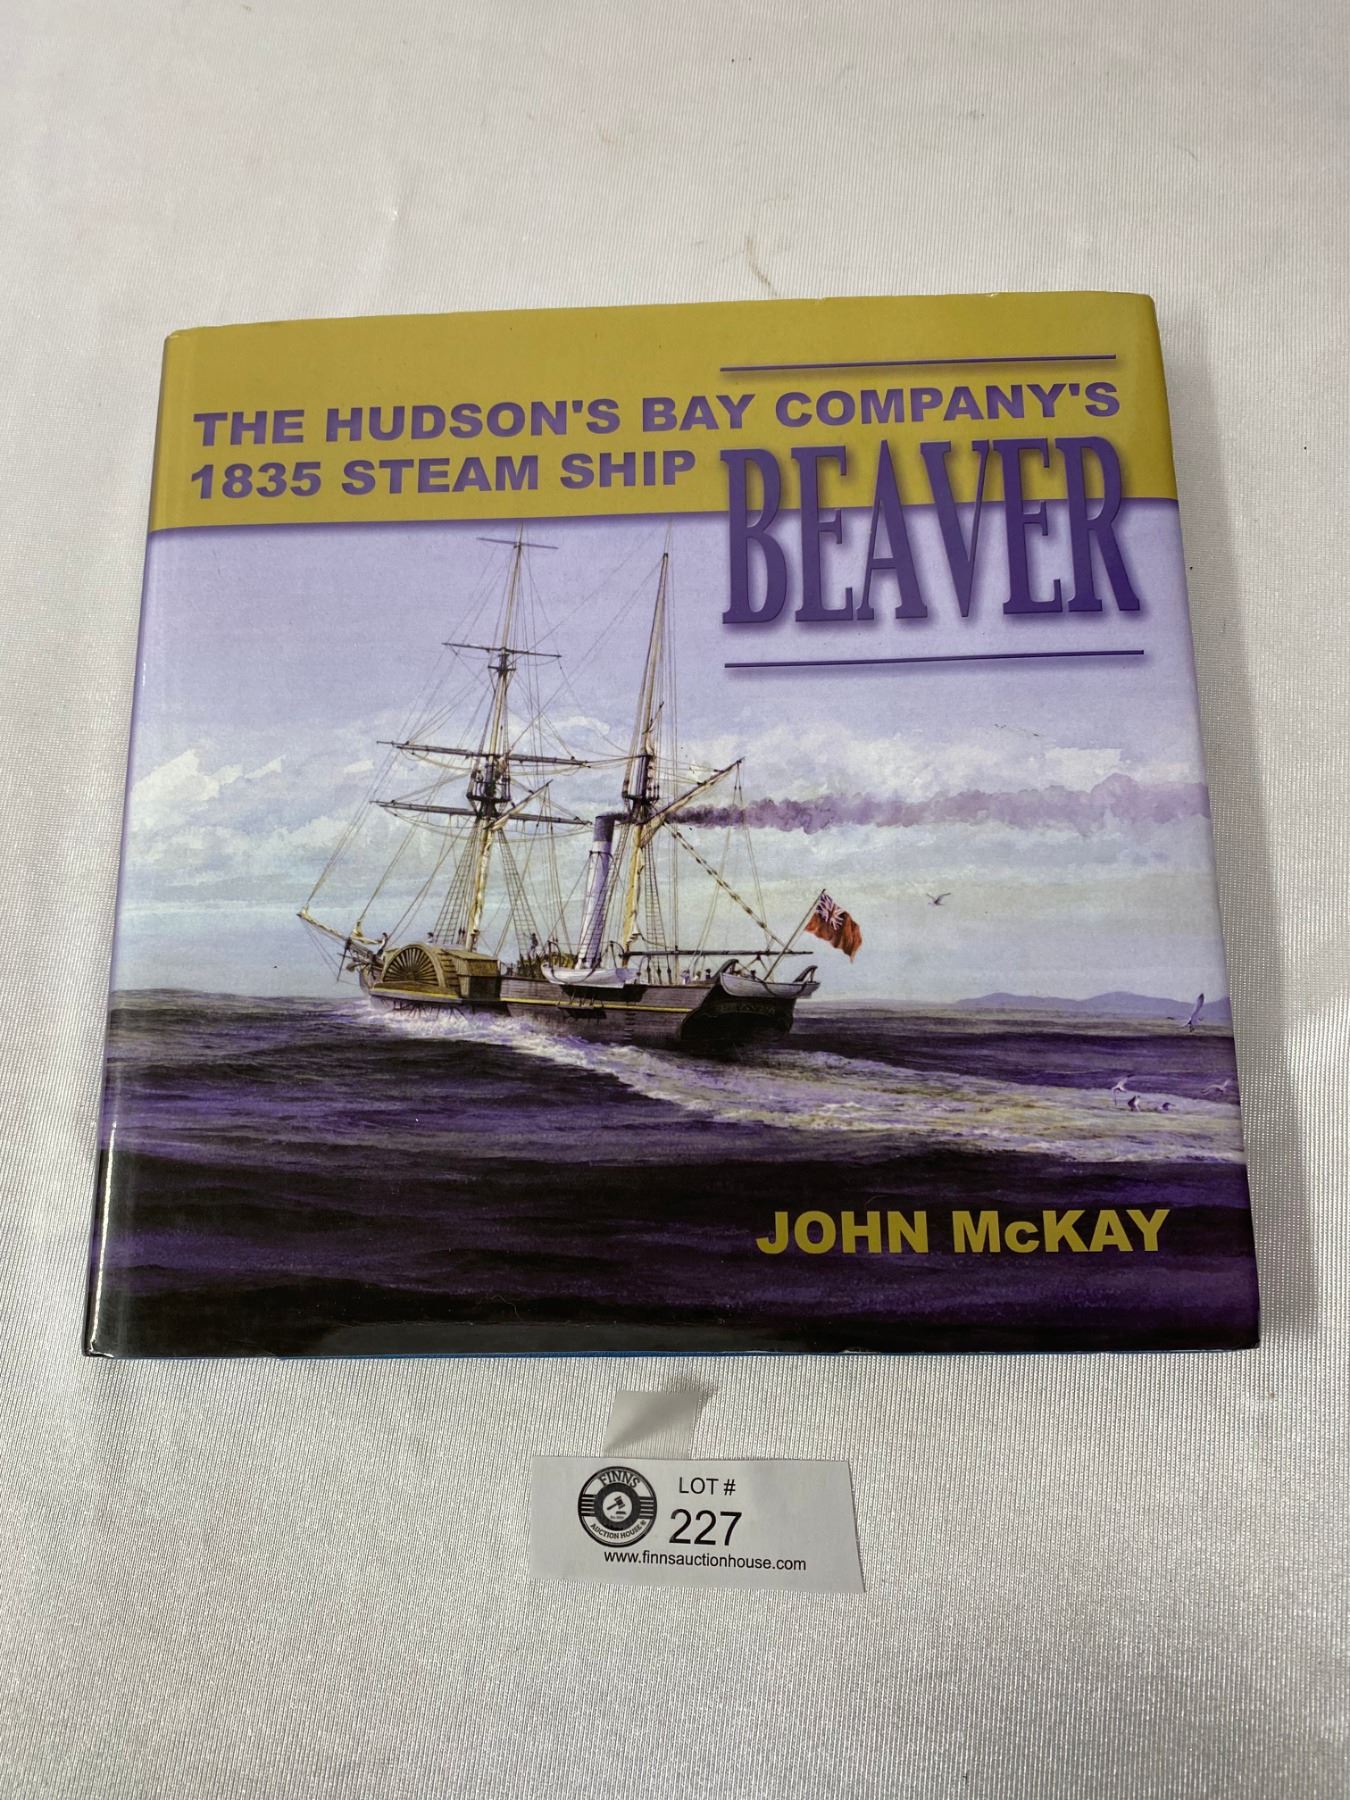 THE HUDSON'S BAY COMPANY'S
1835 STEAM SHIP BEAVER
JOHN McKAY
FINNS
AUCTION HOUSE
LOT #
227
www.finnsauctionhouse.com